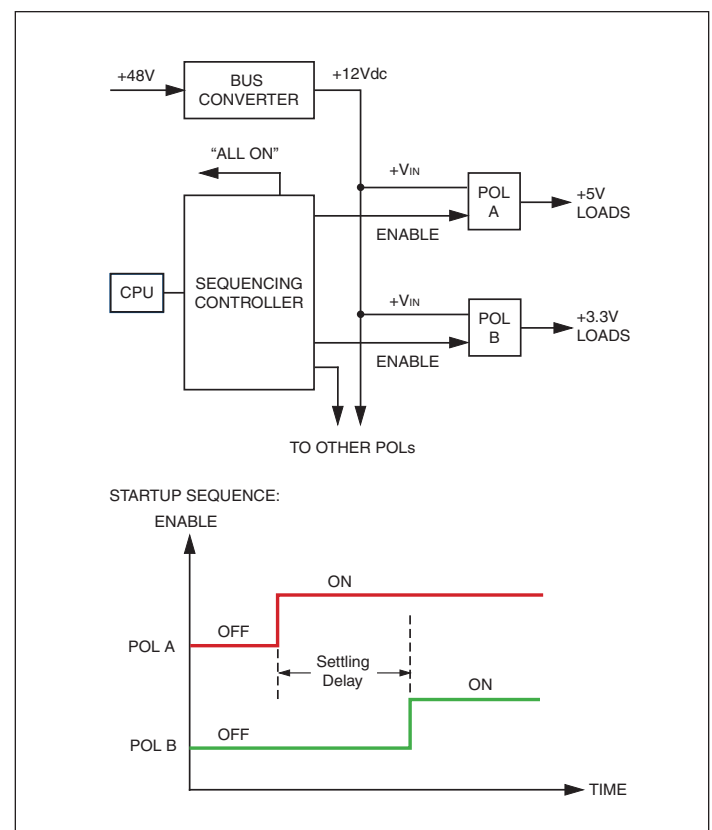 +48V
BUS
CONVERTER
+12Vdc
"ALL ON"
+VIN
POL
A
+5V
LOADS
ENABLE
CPU
SEQUENCING
CONTROLLER
+VIN
POL
B
+3.3V
LOADS
ENABLE
TO OTHER POLs
STARTUP SEQUENCE:
ENABLE
ON
OFF
POL A
Settling
Delay
ON
OFF
POL B
TIME